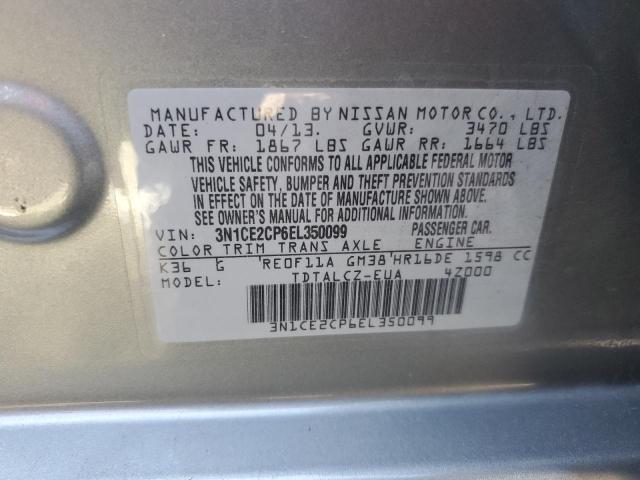 MANUFACTURED BY NISSAN MOTOR CO., LTD.
DATE: 04/13. GVWR: 3470 LBS
GAWR FR: 1867 LBS GAWR RR: 1664 LBS
THIS VEHICLE CONFORMS TO ALL APPLICABLE FEDERAL MOTOR
VEHICLE SAFETY, BUMPER AND THEFT PREVENTION STANDARDS
IN EFFECT ON THE DATE OF MANUFACTURE SHOWN ABOVE.
SEE OWNER'S MANUAL FOR ADDITIONAL INFORMATION.
VIN: 3N1CE2CP6EL350099 PASSENGER CAR.
COLOR TRIM TRANS AXLE ENGINE
K36 G RE0F11A GM38 HR16DE 1598 CC
MODEL: TDTALCZ-EUA 4Z000
3N1CE2CP6EL350099